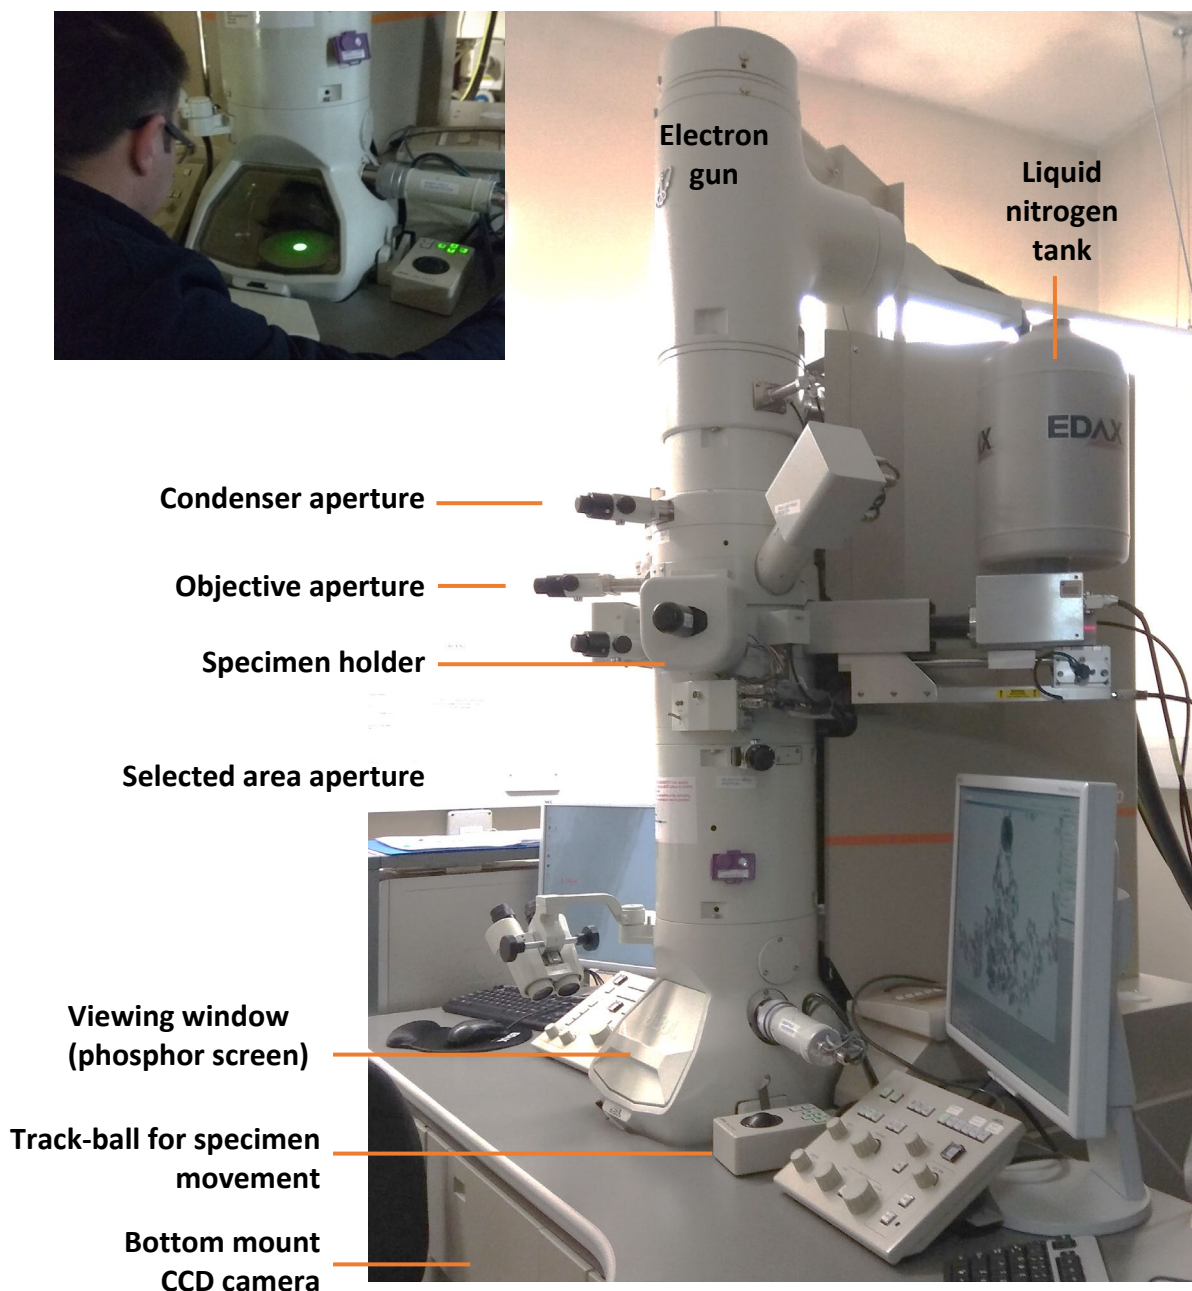 Electron
gun
Liquid
nitrogen
tank
EDAX
Condenser aperture
Objective aperture
Specimen holder
Selected area aperture
Viewing window
(phosphor screen)
Track-ball for specimen
movement
Bottom mount
CCD camera